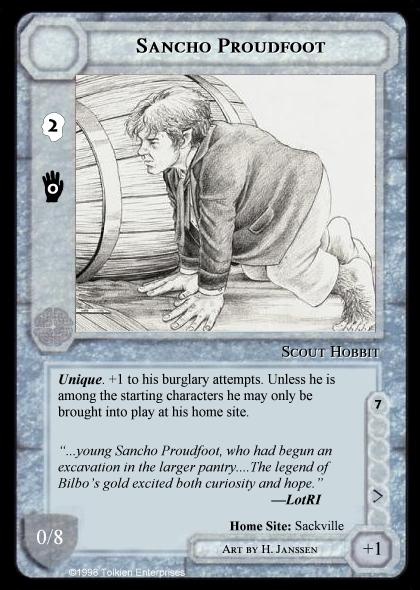 SANCHO PROUDFOOT
2
SCOUT HOBBIT
Unique. +1 to his burglary attempts. Unless he is
among the starting characters he may only be
brought into play at his home site.
7
“...young Sancho Proudfoot, who had begun an
excavation in the larger pantry....The legend of
Bilbo’s gold excited both curiosity and hope.”
—LotRI
Home Site: Sackville
0/8
ART BY H. JANSSEN
+1
©1998 Tolkien Enterprises